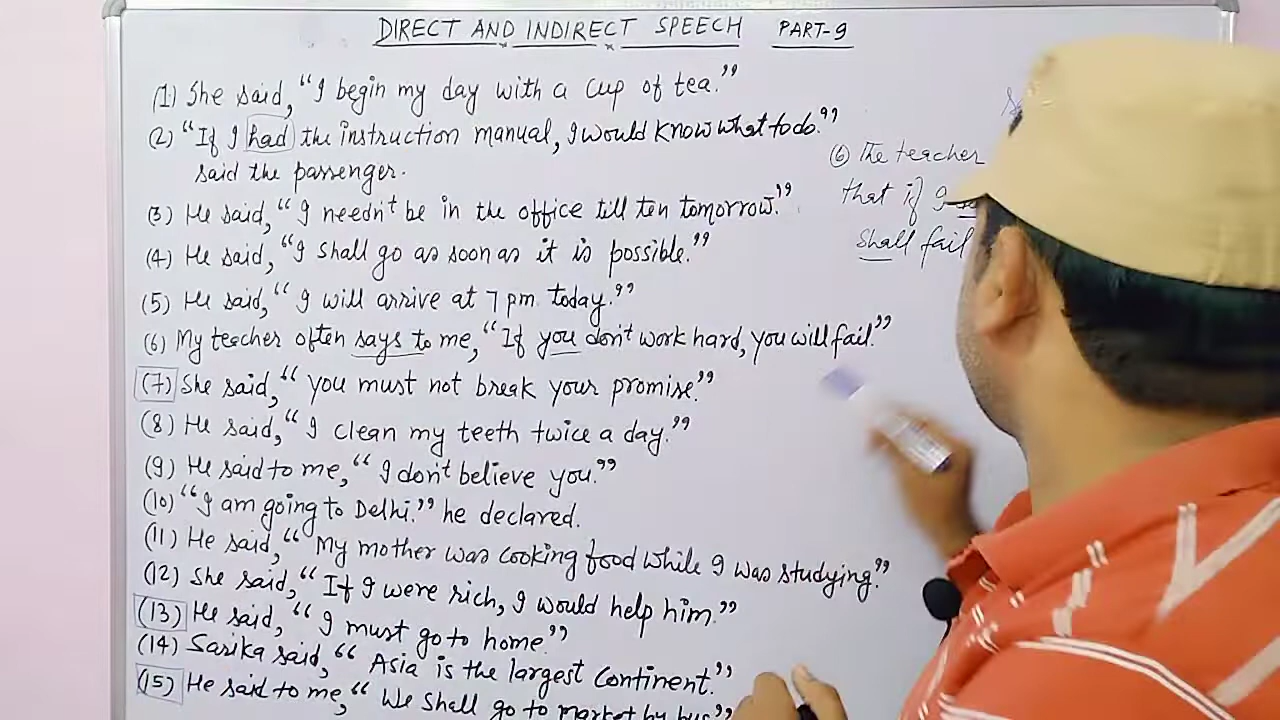 DIRECT AND INDIRECT SPEECH PART-9
(1) She said, "I begin my day with a cup of tea."
(2) "If I had the instruction manual, I would know what to do."
said the passenger.
(3) He said, "I needn't be in the office till ten tomorrow."
(4) He said, "I shall go as soon as it is possible."
(5) He said, "I will arrive at 7 pm today."
(6) My teacher often says to me, "If you don't work hard, you will fail."
(7) She said, "you must not break your promise."
(8) He said, "I clean my teeth twice a day."
(9) He said to me, "I don't believe you."
(10) "I am going to Delhi." he declared.
(11) He said, "My mother was cooking food while I was studying."
(12) She said, "If I were rich, I would help him."
(13) He said, "I must go to home."
(14) Sarika said, "Asia is the largest continent."
(15) He said to me, "We shall go to market by bus"
(6) The teacher
that if I
shall fail